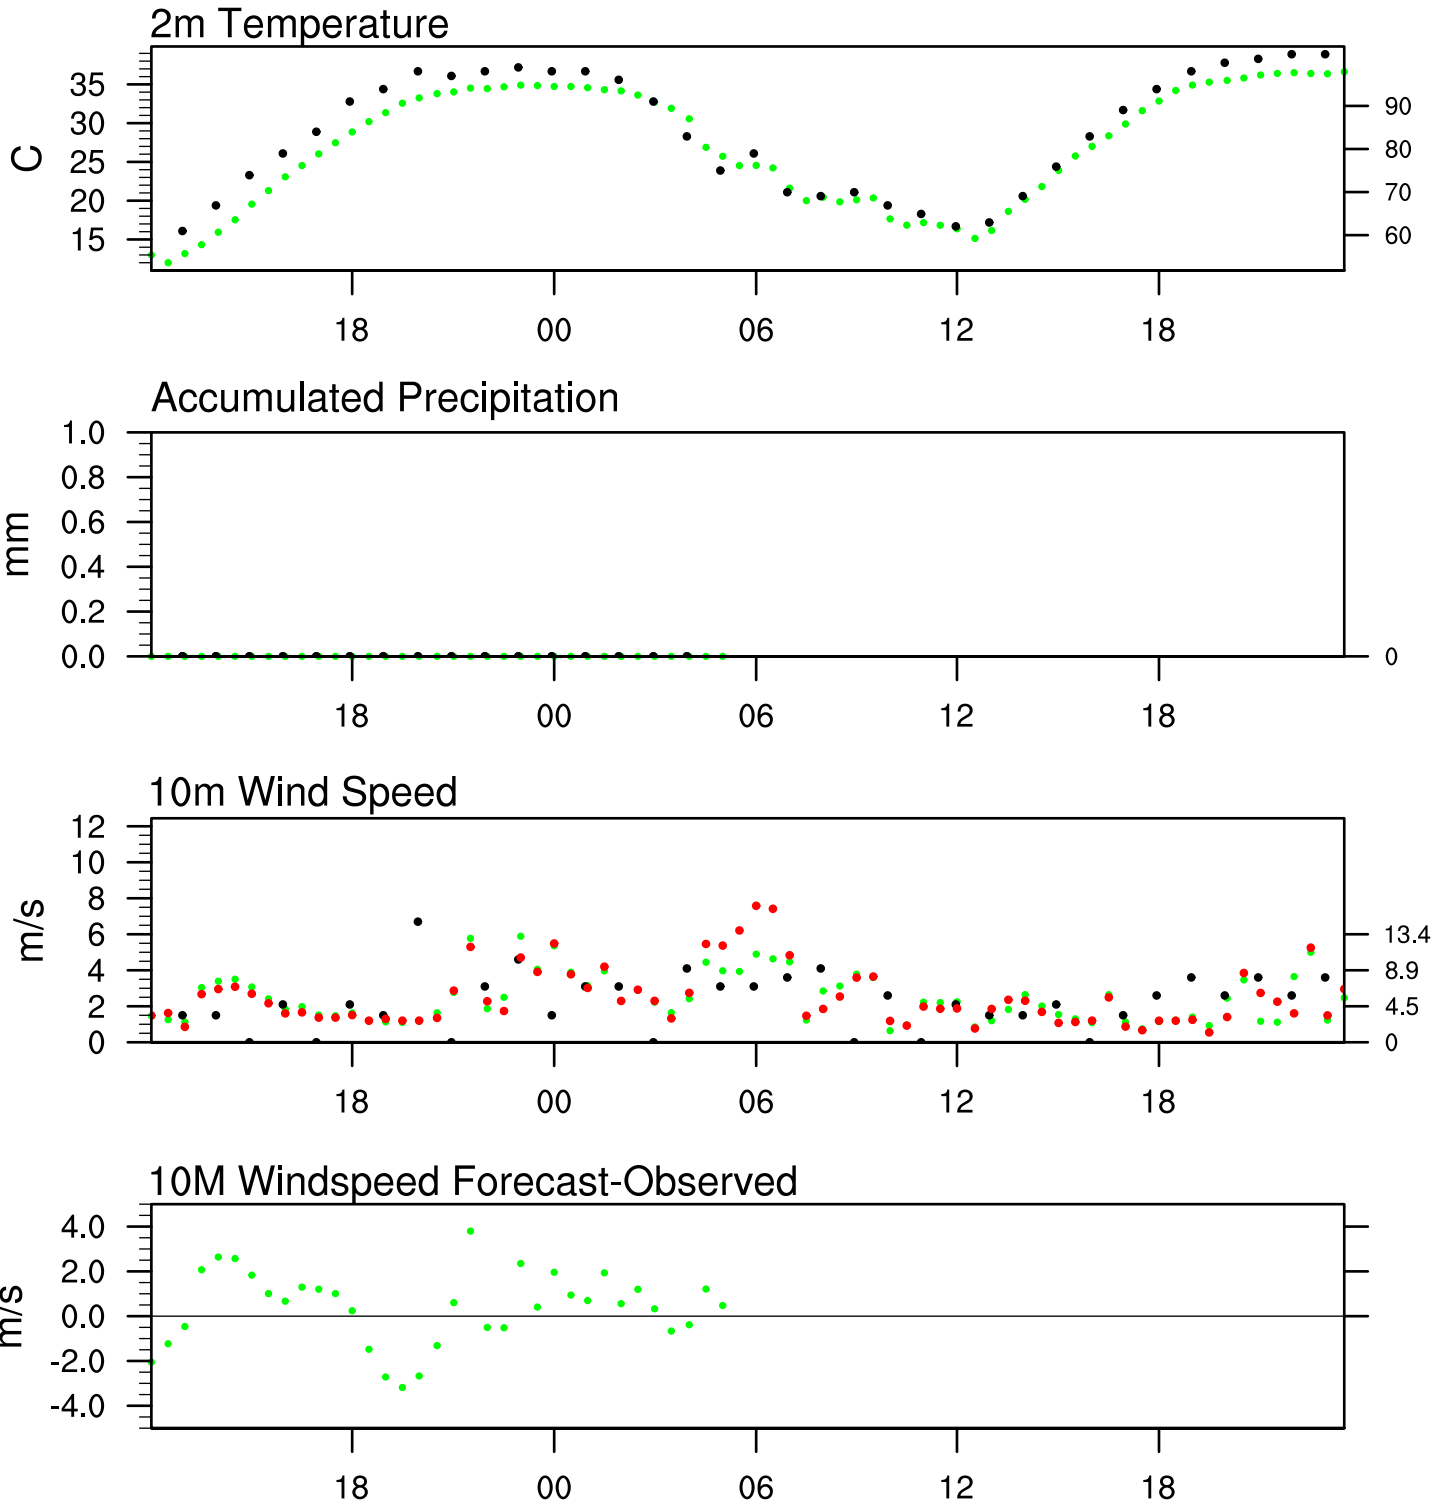 2m Temperature
C
35
30
25
20
15
90
80
70
60
18 00 06 12 18
Accumulated Precipitation
mm
1.0
0.8
0.6
0.4
0.2
0.0
0
18 00 06 12 18
10m Wind Speed
m/s
12
10
8
6
4
2
0
13.4
8.9
4.5
0
18 00 06 12 18
10M Windspeed Forecast-Observed
m/s
4.0
2.0
0.0
-2.0
-4.0
18 00 06 12 18